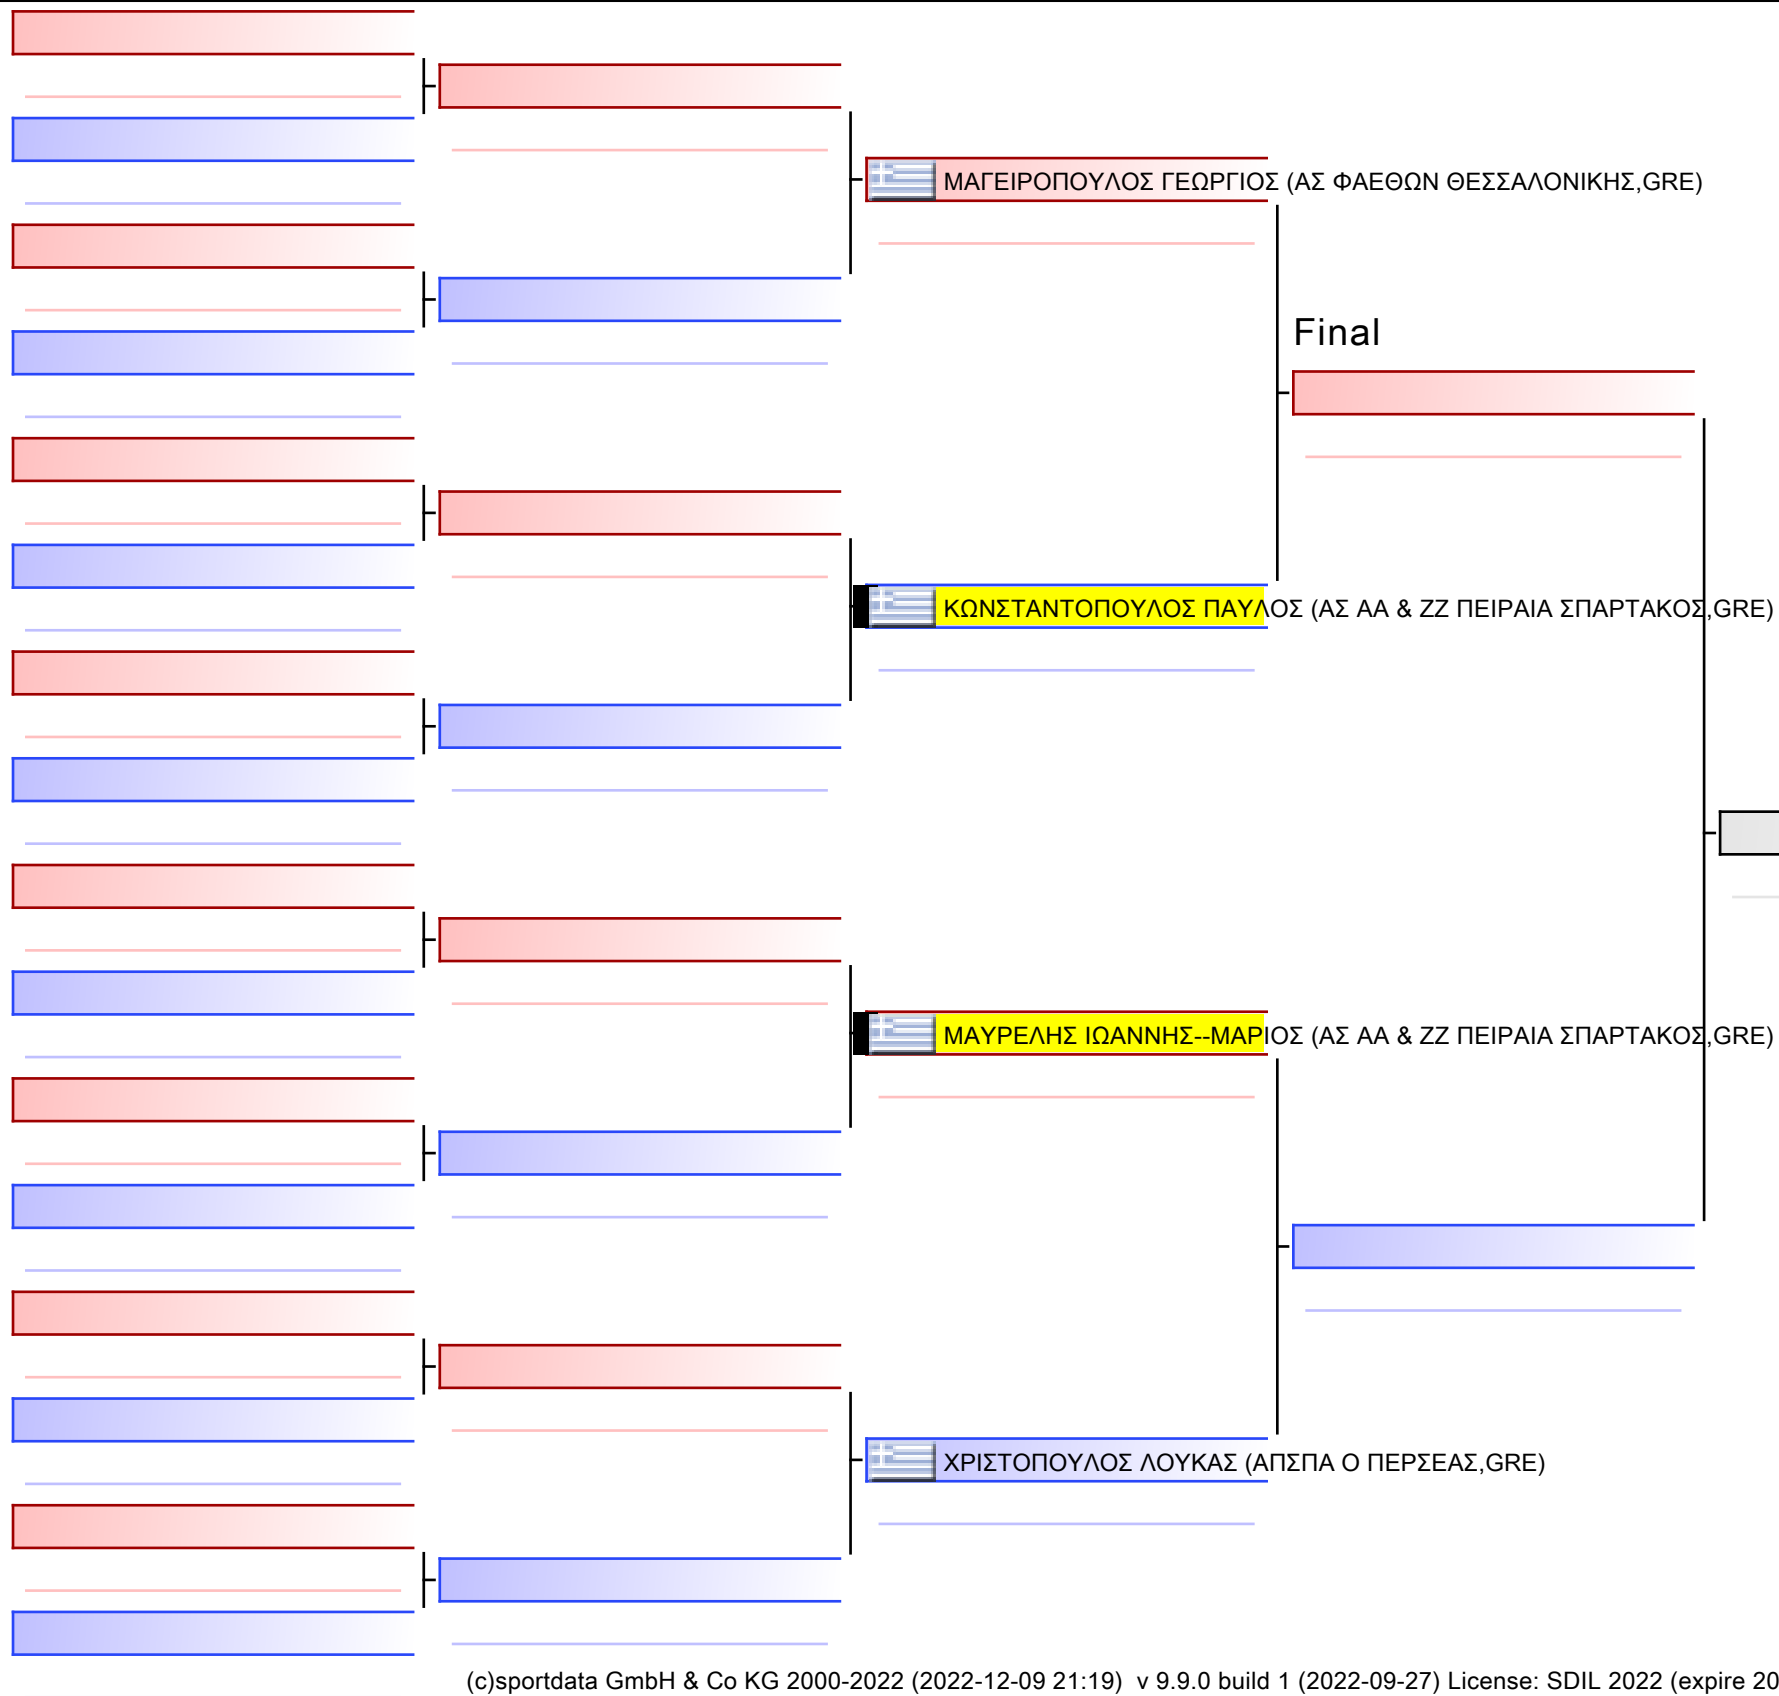 ΜΑΓΕΙΡΟΠΟΥΛΟΣ ΓΕΩΡΓΙΟΣ (ΑΣ ΦΑΕΘΩΝ ΘΕΣΣΑΛΟΝΙΚΗΣ,GRE)
Final
ΚΩΝΣΤΑΝΤΟΠΟΥΛΟΣ ΠΑΥΛΟΣ (ΑΣ ΑΑ & ΖΖ ΠΕΙΡΑΙΑ ΣΠΑΡΤΑΚΟΣ,GRE)
ΜΑΥΡΕΛΗΣ ΙΩΑΝΝΗΣ--ΜΑΡΙΟΣ (ΑΣ ΑΑ & ΖΖ ΠΕΙΡΑΙΑ ΣΠΑΡΤΑΚΟΣ,GRE)
ΧΡΙΣΤΟΠΟΥΛΟΣ ΛΟΥΚΑΣ (ΑΠΣΠΑ Ο ΠΕΡΣΕΑΣ,GRE)
(c)sportdata GmbH & Co KG 2000-2022 (2022-12-09 21:19) v 9.9.0 build 1 (2022-09-27) License: SDIL 2022 (expire 20